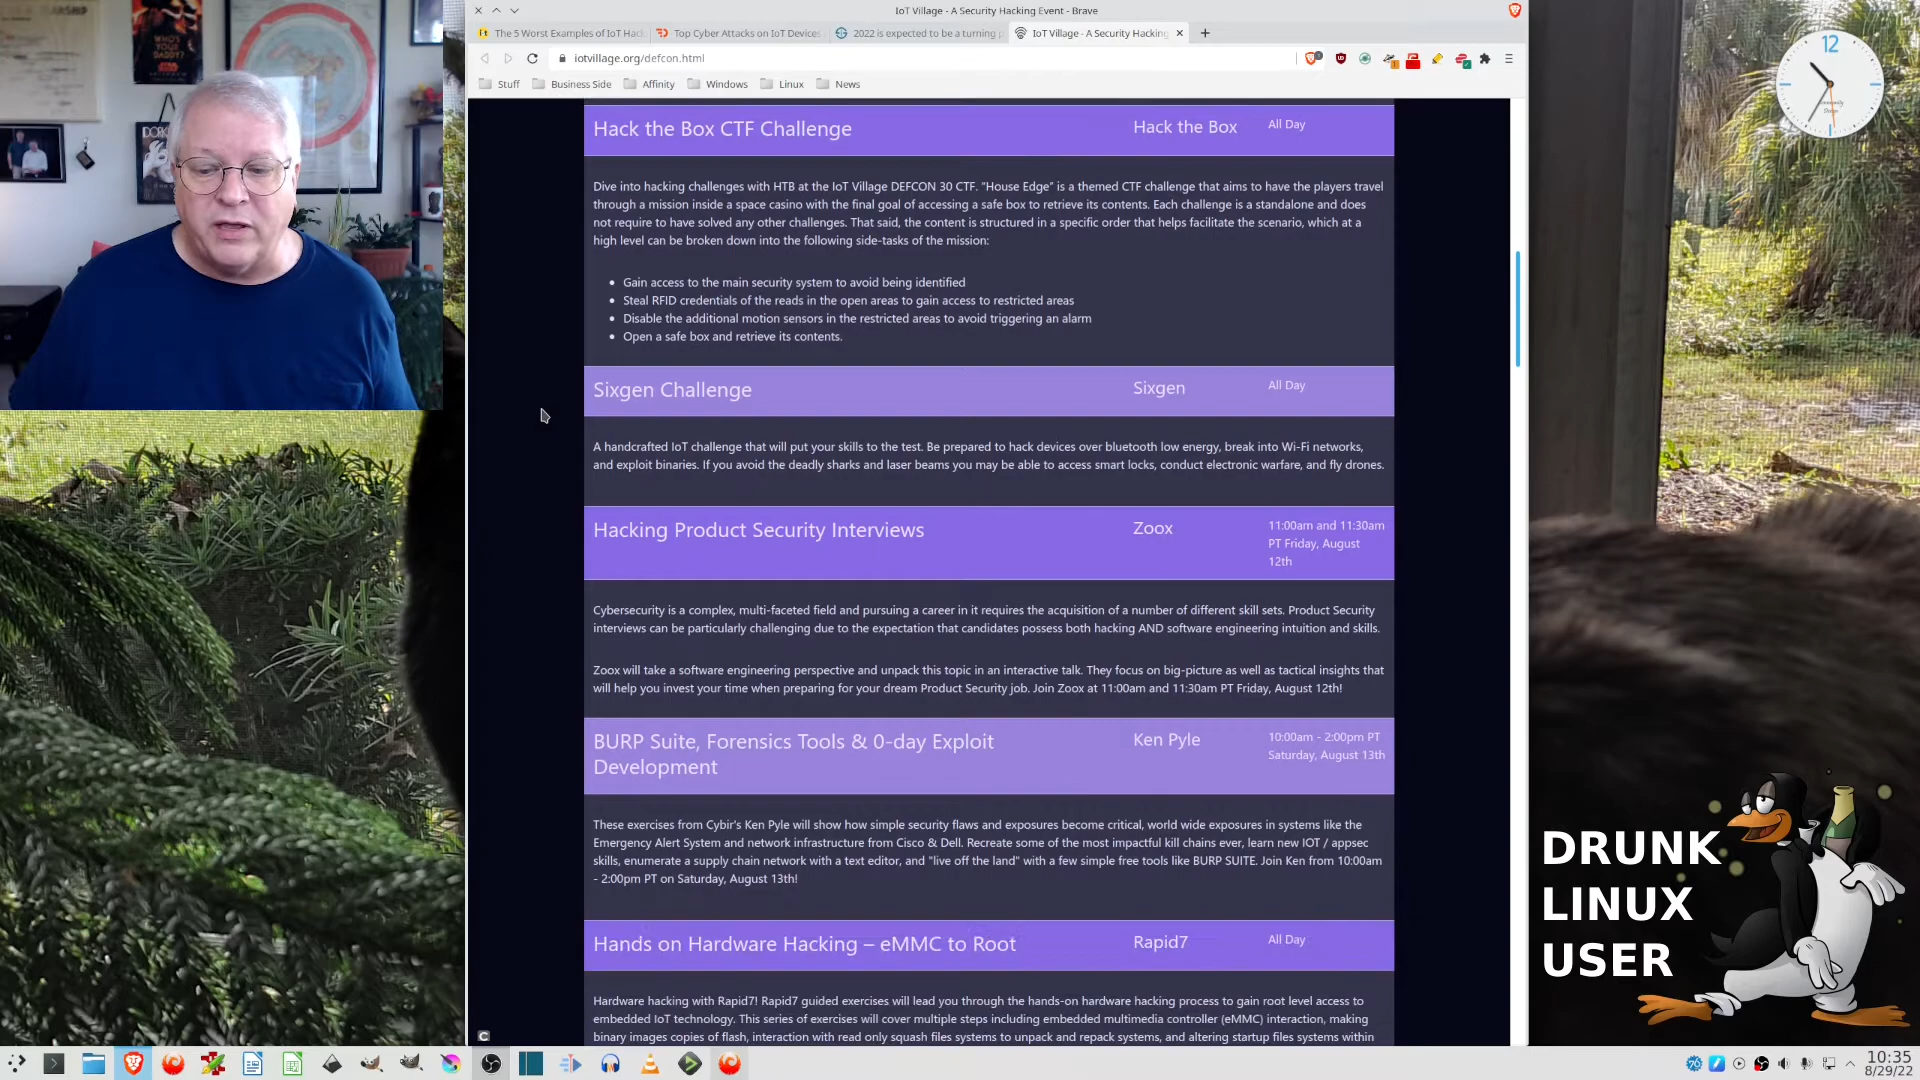 IoT Village - A Security Hacking Event - Brave
The 5 Worst Examples of IoT Hac
Top Cyber Attacks on IoT Devices
2022 is expected to be a turning p
IoT Village - A Security Hacking
iotvillage.org/defcon.html
Stuff
Business Side
Affinity
Windows
Linux
News
WHO'S YOUR DADDY?
12
Hack the Box CTF Challenge
Hack the Box
All Day
Dive into hacking challenges with HTB at the IoT Village DEFCON 30 CTF. "House Edge" is a themed CTF challenge that aims to have the players travel
through a mission inside a space casino with the final goal of accessing a safe box to retrieve its contents. Each challenge is a standalone and does
not require to have solved any other challenges. That said, the content is structured in a specific order that helps facilitate the scenario, which at a
high level can be broken down into the following side-tasks of the mission:
• Gain access to the main security system to avoid being identified
• Steal RFID credentials of the reads in the open areas to gain access to restricted areas
• Disable the additional motion sensors in the restricted areas to avoid triggering an alarm
• Open a safe box and retrieve its contents.
Sixgen Challenge
Sixgen
All Day
A handcrafted IoT challenge that will put your skills to the test. Be prepared to hack devices over bluetooth low energy, break into Wi-Fi networks,
and exploit binaries. If you avoid the deadly sharks and laser beams you may be able to access smart locks, conduct electronic warfare, and fly drones.
Hacking Product Security Interviews
Zoox
11:00am and 11:30am
PT Friday, August
12th
Cybersecurity is a complex, multi-faceted field and pursuing a career in it requires the acquisition of a number of different skill sets. Product Security
interviews can be particularly challenging due to the expectation that candidates possess both hacking AND software engineering intuition and skills.
Zoox will take a software engineering perspective and unpack this topic in an interactive talk. They focus on big-picture as well as tactical insights that
will help you invest your time when preparing for your dream Product Security job. Join Zoox at 11:00am and 11:30am PT Friday, August 12th!
BURP Suite, Forensics Tools & 0-day Exploit
Development
Ken Pyle
10:00am - 2:00pm PT
Saturday, August 13th
These exercises from Cybir's Ken Pyle will show how simple security flaws and exposures become critical, world wide exposures in systems like the
Emergency Alert System and network infrastructure from Cisco & Dell. Recreate some of the most impactful kill chains ever, learn new IOT / appsec
skills, enumerate a supply chain network with a text editor, and "live off the land" with a few simple free tools like BURP SUITE. Join Ken from 10:00am
- 2:00pm PT on Saturday, August 13th!
Hands on Hardware Hacking – eMMC to Root
Rapid7
All Day
Hardware hacking with Rapid7! Rapid7 guided exercises will lead you through the hands-on hardware hacking process to gain root level access to
embedded IoT technology. This series of exercises will cover multiple steps including embedded multimedia controller (eMMC) interaction, making
binary images copies of flash, interaction with read only squash files systems to unpack and repack systems, and altering startup files systems within
DRUNK
LINUX
USER
10:35
8/29/22